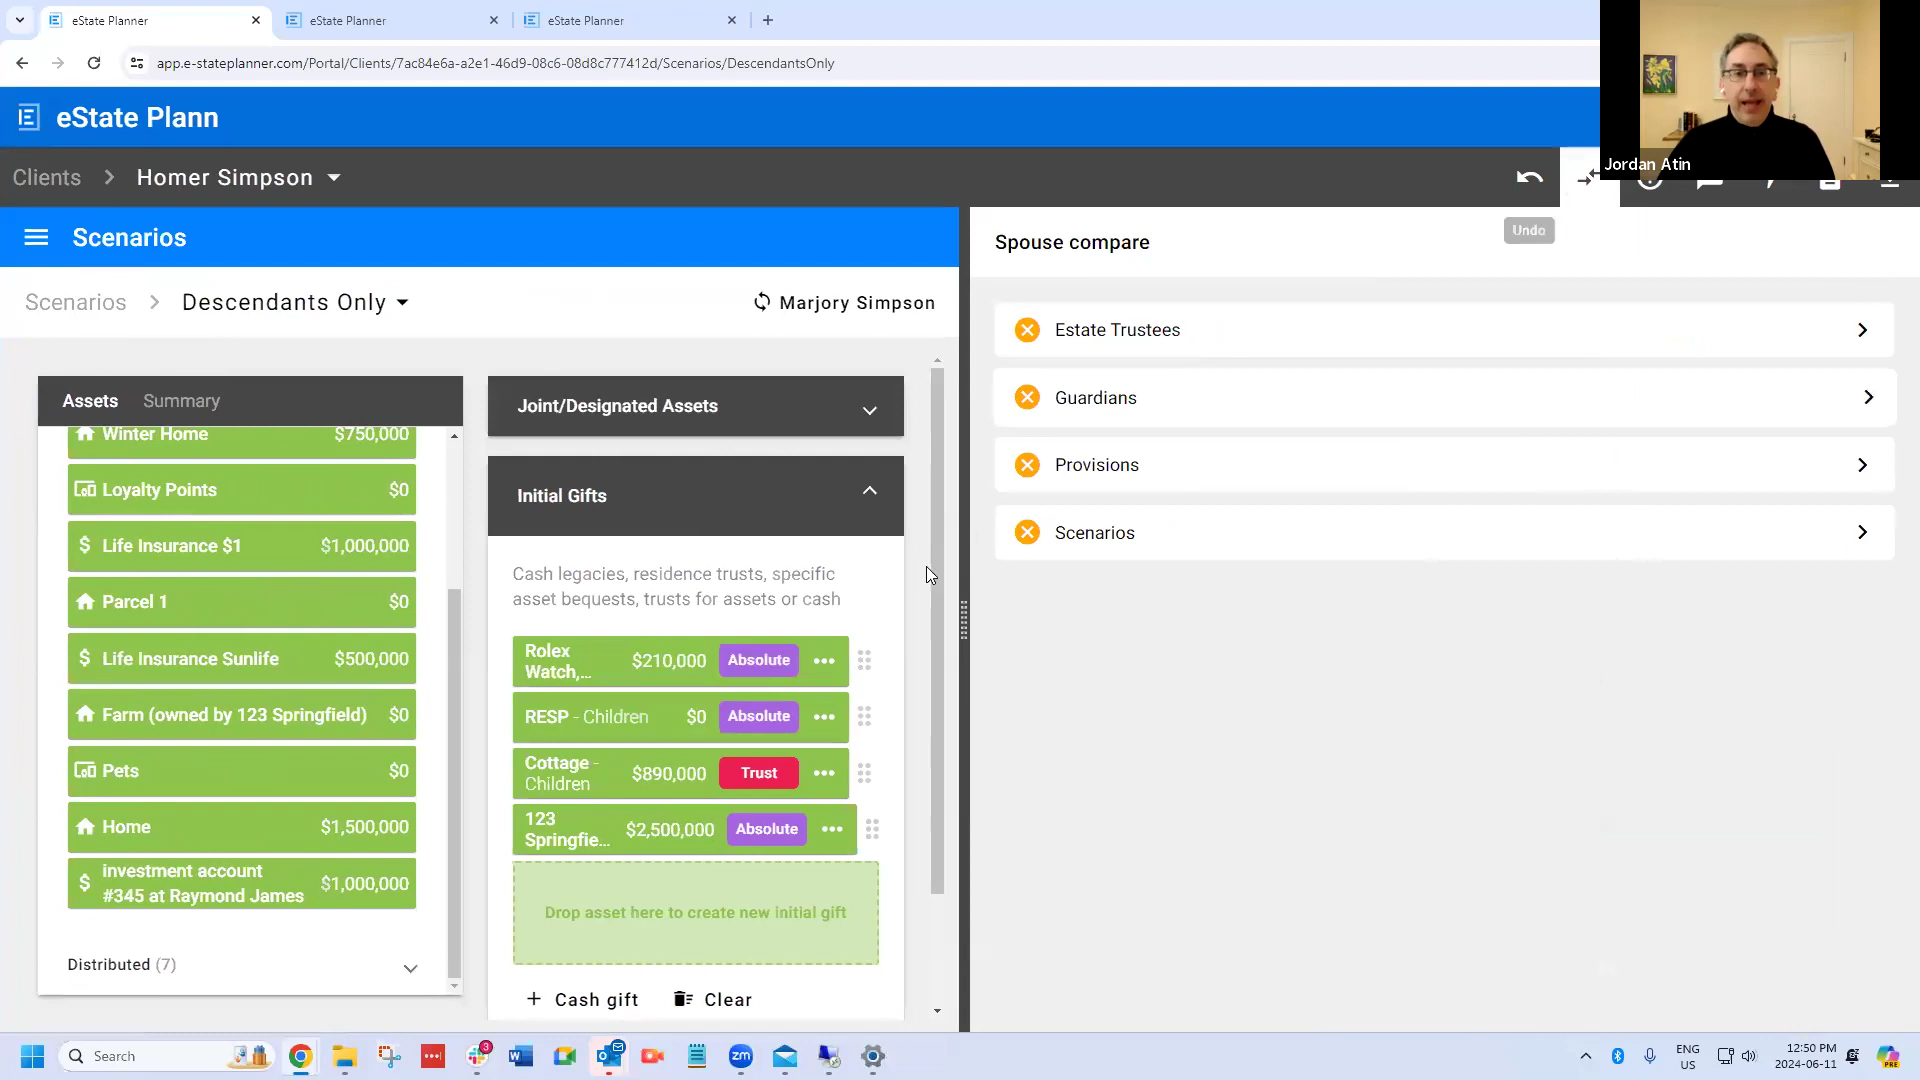 eState Planner
eState Planner
eState Planner
app.e-stateplanner.com/Portal/Clients/7ac84e6a-a2e1-46d9-08c6-08d8c777412d/Scenarios/DescendantsOnly
eState Plann
Jordan Atin
Clients
Homer Simpson
Scenarios
Undo
Spouse compare
Scenarios
Descendants Only
Marjory Simpson
Assets
Summary
Winter Home $750,000
Loyalty Points $0
Life Insurance $1 $1,000,000
Parcel 1 $0
Life Insurance Sunlife $500,000
Farm (owned by 123 Springfield) $0
Pets $0
Home $1,500,000
investment account
#345 at Raymond James $1,000,000
Distributed (7)
Joint/Designated Assets
Initial Gifts
Cash legacies, residence trusts, specific
asset bequests, trusts for assets or cash
Rolex
Watch,... $210,000 Absolute
RESP - Children $0 Absolute
Cottage -
Children $890,000 Trust
123
Springfie... $2,500,000 Absolute
Drop asset here to create new initial gift
+ Cash gift
Clear
Estate Trustees
Guardians
Provisions
Scenarios
Search
3
zm
ENG
US
12:50 PM
2024-06-11
PRE